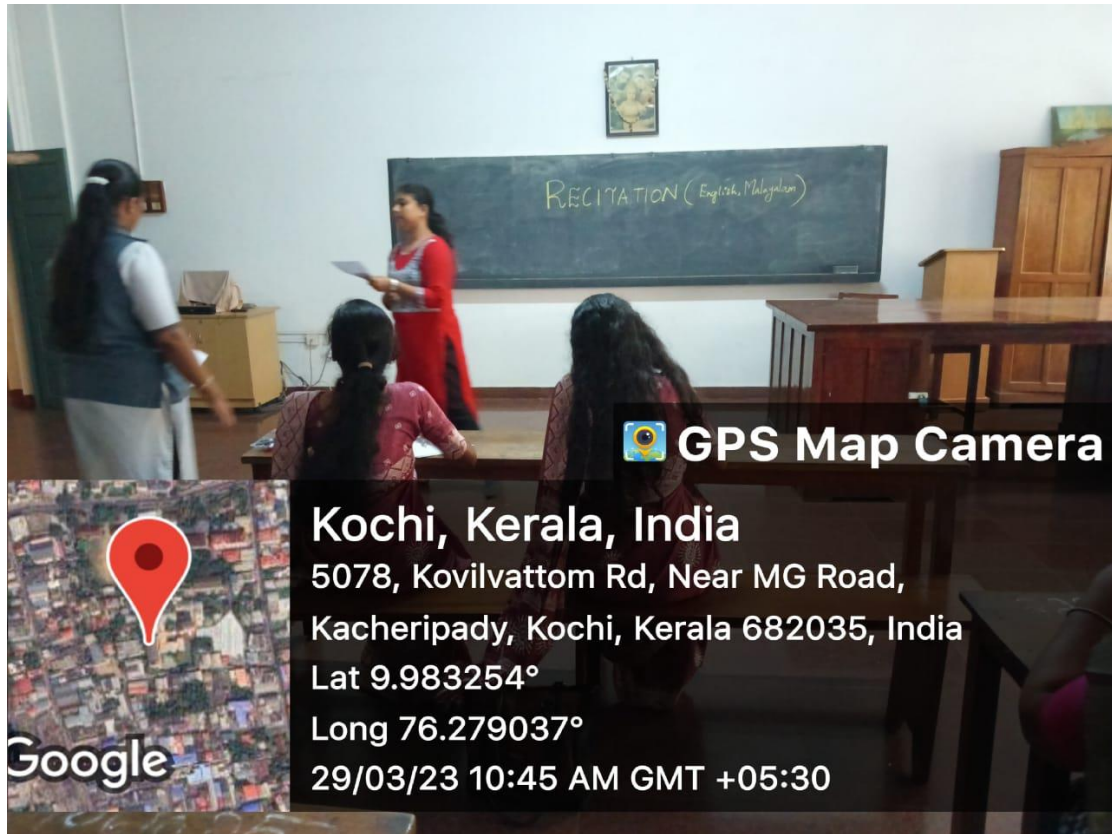 RECITATION ( English, Malayalam)
GPS Map Camera
Kochi, Kerala, India
5078, Kovilvattom Rd, Near MG Road,
Kacheripady, Kochi, Kerala 682035, India
Lat 9.983254°
Long 76.279037°
29/03/23 10:45 AM GMT +05:30
Google